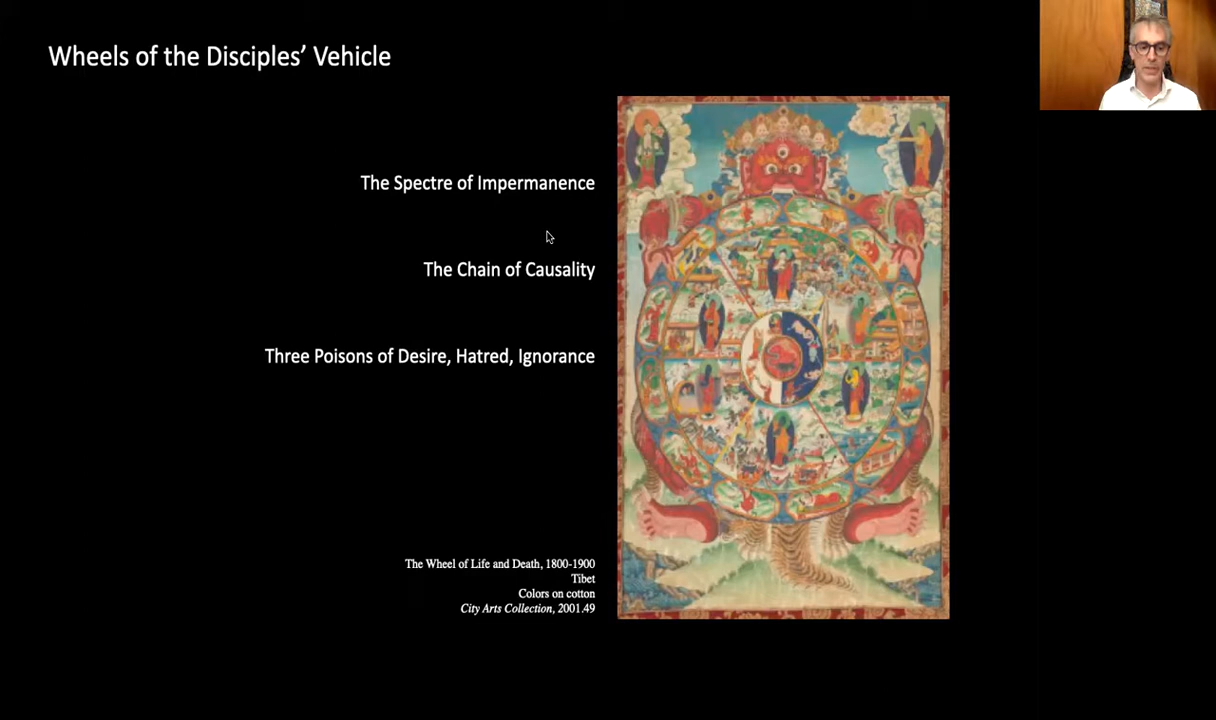 Wheels of the Disciples’ Vehicle
The Spectre of Impermanence
The Chain of Causality
Three Poisons of Desire, Hatred, Ignorance
The Wheel of Life and Death, 1800-1900
Tibet
Colors on cotton
City Arts Collection, 2001.49